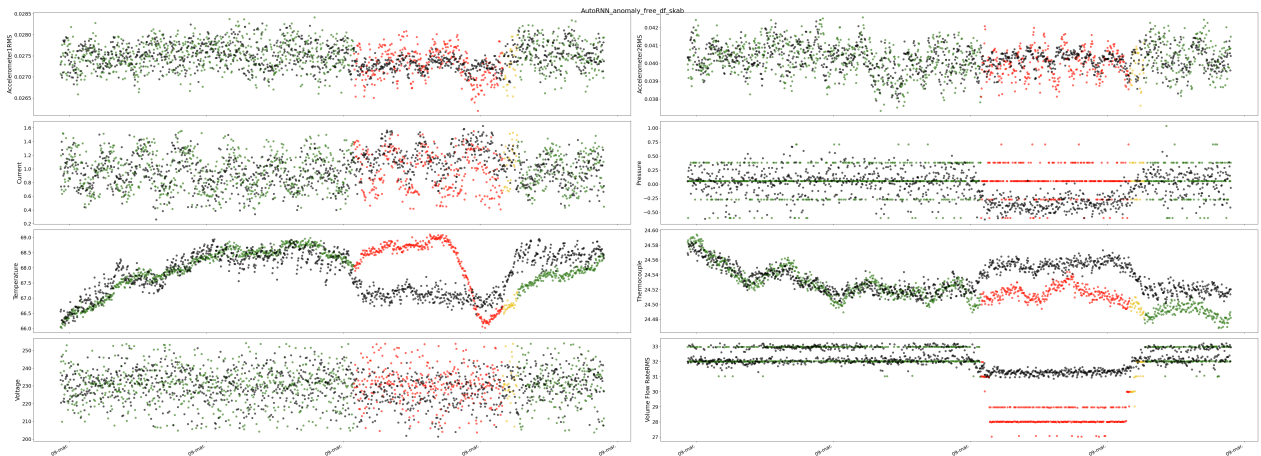 AutoRNN_anomaly_free_df_skab
Accelerometer1RMS
0.0285
0.0280
0.0275
0.0270
0.0265
Accelerometer2RMS
0.042
0.041
0.040
0.039
0.038
Current
1.6
1.4
1.2
1.0
0.8
0.6
0.4
0.2
Pressure
1.00
0.75
0.50
0.25
0.00
−0.25
−0.50
Temperature
69.0
68.5
68.0
67.5
67.0
66.5
66.0
Thermocouple
24.60
24.58
24.56
24.54
24.52
24.50
24.48
Voltage
250
240
230
220
210
200
Volume Flow RateRMS
33
32
31
30
29
28
27
09-mar.
09-mar.
09-mar.
09-mar.
09-mar.
09-mar.
09-mar.
09-mar.
09-mar.
09-mar.